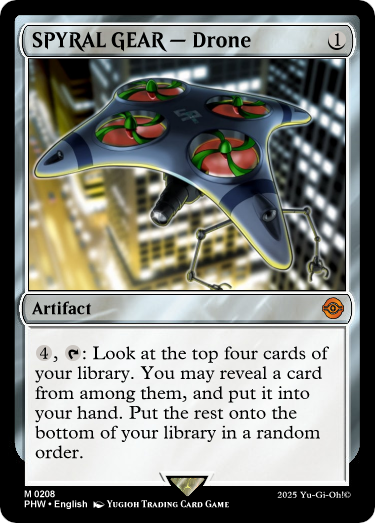 SPYRAL GEAR — Drone 1
Artifact
4, : Look at the top four cards of
your library. You may reveal a card
from among them, and put it into
your hand. Put the rest onto the
bottom of your library in a random
order.
M 0208
PHW • English YUGIOH TRADING CARD GAME
2025 Yu-Gi-Oh!©